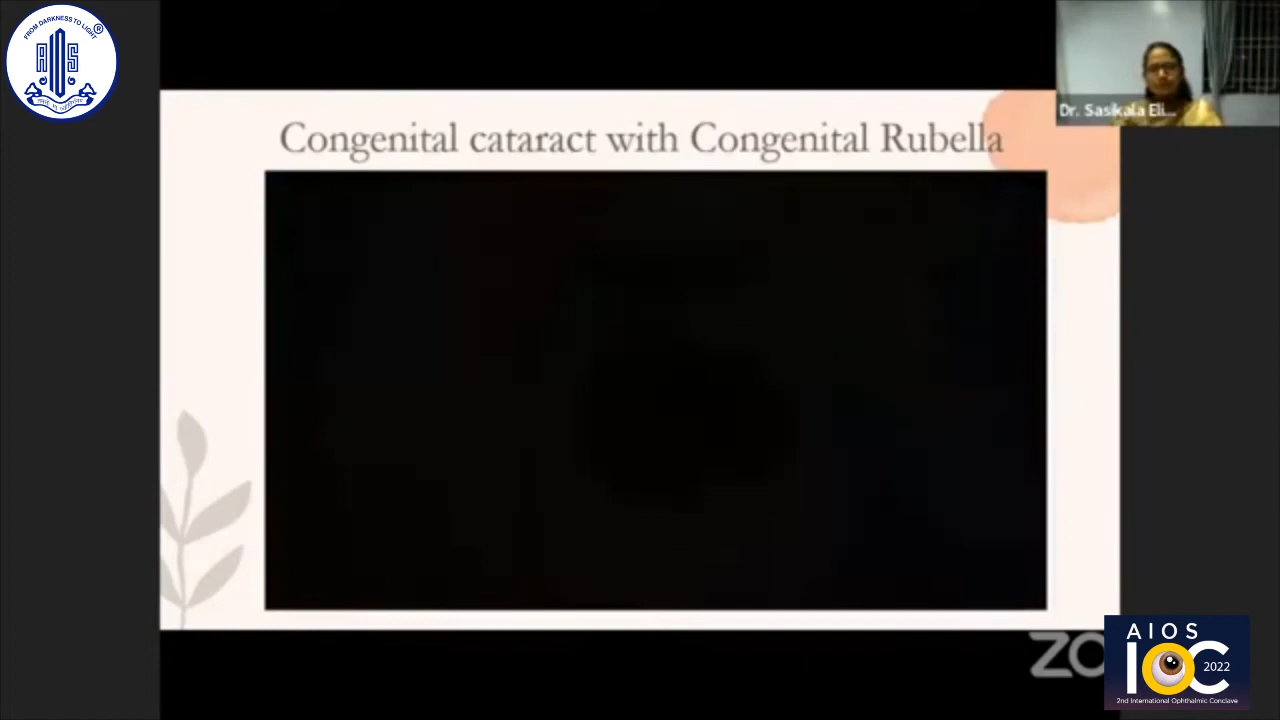 FROM DARKNESS TO LIGHT
®
AIOS
Congenital cataract with Congenital Rubella
Dr. Sasikala Eli...
ZO
AIOS
IOC
2022
2nd International Ophthalmic Conclave